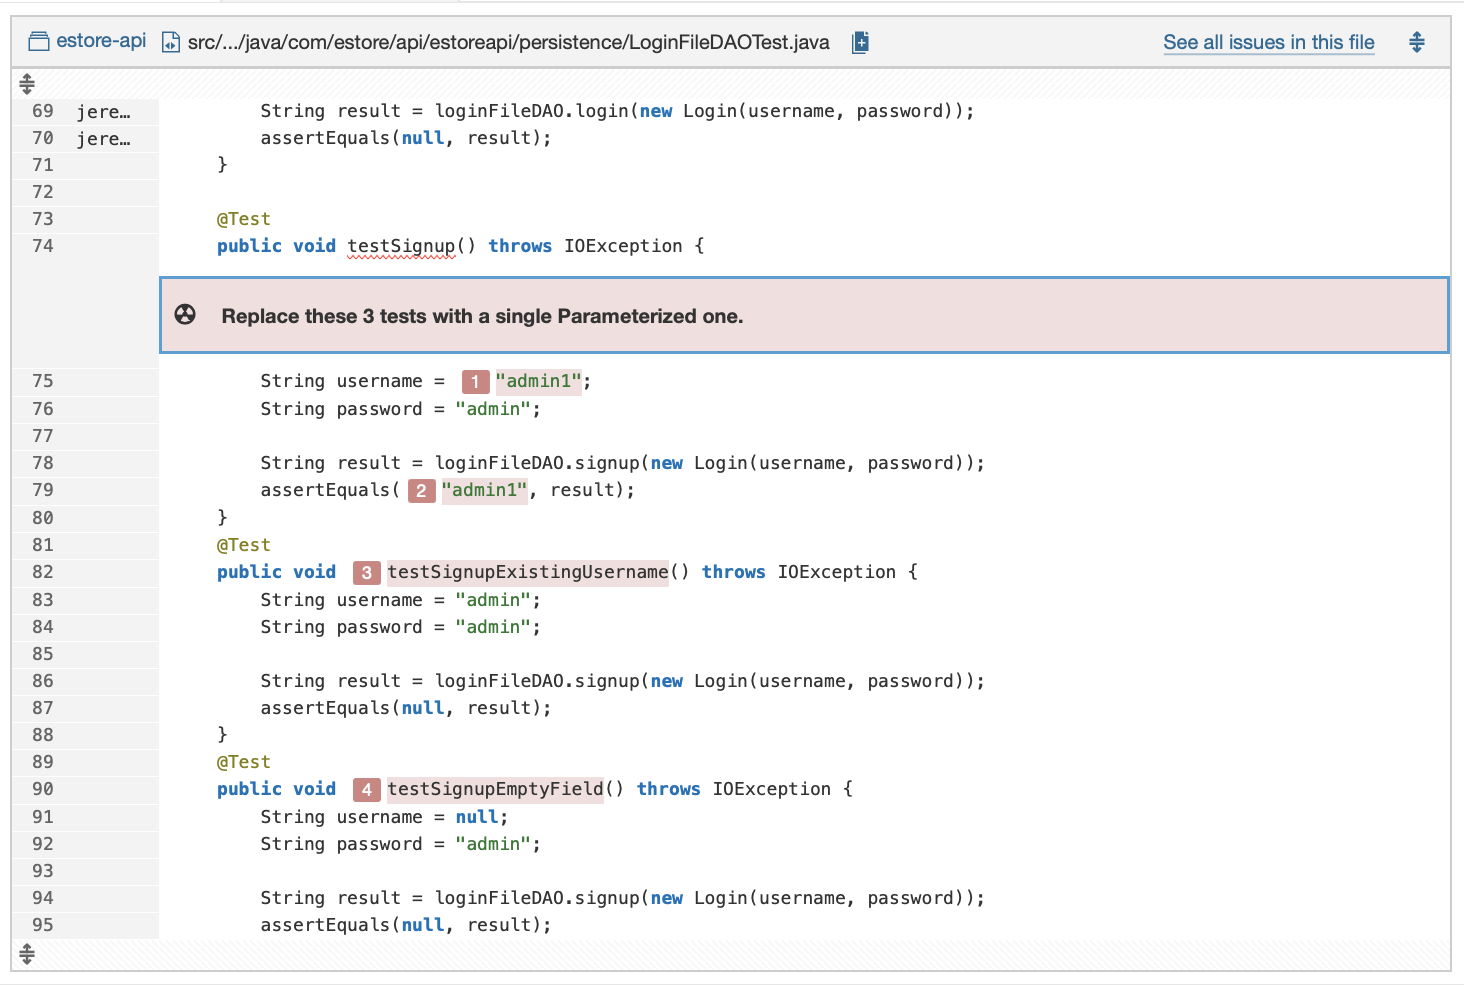 estore-api src/.../java/com/estore/api/estoreapi/persistence/LoginFileDAOTest.java See all issues in this file
69 jere... String result = loginFileDAO.login(new Login(username, password));
70 jere... assertEquals(null, result);
71 }
72
73 @Test
74 public void testSignup() throws IOException {
Replace these 3 tests with a single Parameterized one.
75 String username = 1 "admin1";
76 String password = "admin";
77
78 String result = loginFileDAO.signup(new Login(username, password));
79 assertEquals( 2 "admin1", result);
80 }
81 @Test
82 public void 3 testSignupExistingUsername() throws IOException {
83 String username = "admin";
84 String password = "admin";
85
86 String result = loginFileDAO.signup(new Login(username, password));
87 assertEquals(null, result);
88 }
89 @Test
90 public void 4 testSignupEmptyField() throws IOException {
91 String username = null;
92 String password = "admin";
93
94 String result = loginFileDAO.signup(new Login(username, password));
95 assertEquals(null, result);